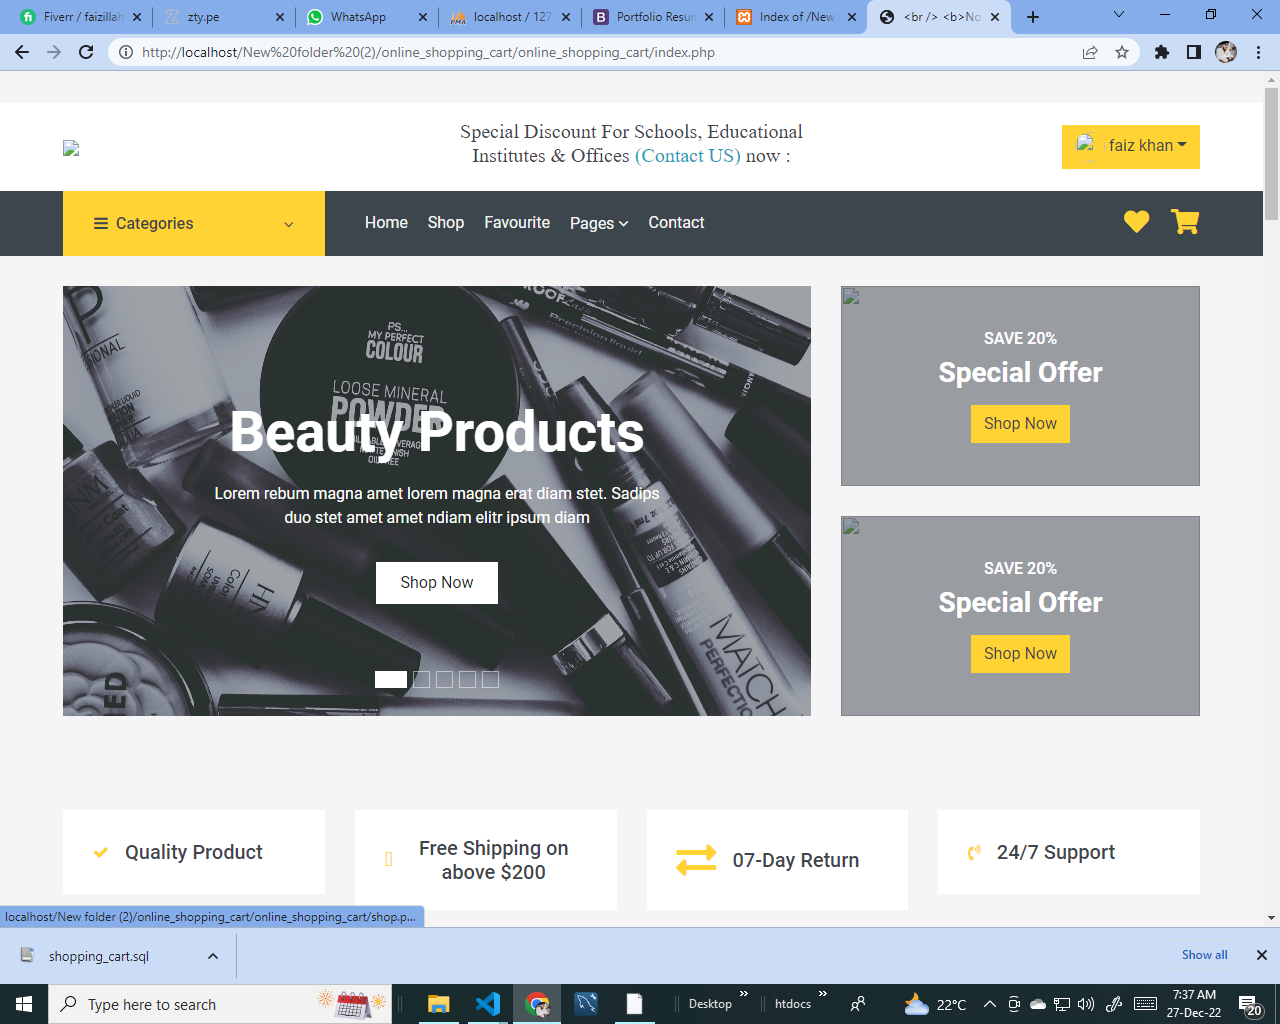 Fiverr / faizillah
zty.pe
WhatsApp
localhost / 127
Portfolio Resum
Index of /New
<br /> <b>No
http://localhost/New%20folder%20(2)/online_shopping_cart/online_shopping_cart/index.php
Special Discount For Schools, Educational
Institutes & Offices (Contact US) now :
faiz khan
Categories
Home
Shop
Favourite
Pages
Contact
PS...
MY PERFECT
COLOUR
LOOSE MINERAL
POWDER
Beauty Products
Lorem rebum magna amet lorem magna erat diam stet. Sadips
duo stet amet amet ndiam elitr ipsum diam
Shop Now
MATCH
PERFECTION
SAVE 20%
Special Offer
Shop Now
SAVE 20%
Special Offer
Shop Now
Quality Product
Free Shipping on
above $200
07-Day Return
24/7 Support
localhost/New folder (2)/online_shopping_cart/online_shopping_cart/shop.p...
shopping_cart.sql
Show all
Type here to search
Desktop
htdocs
22°C
7:37 AM
27-Dec-22
20